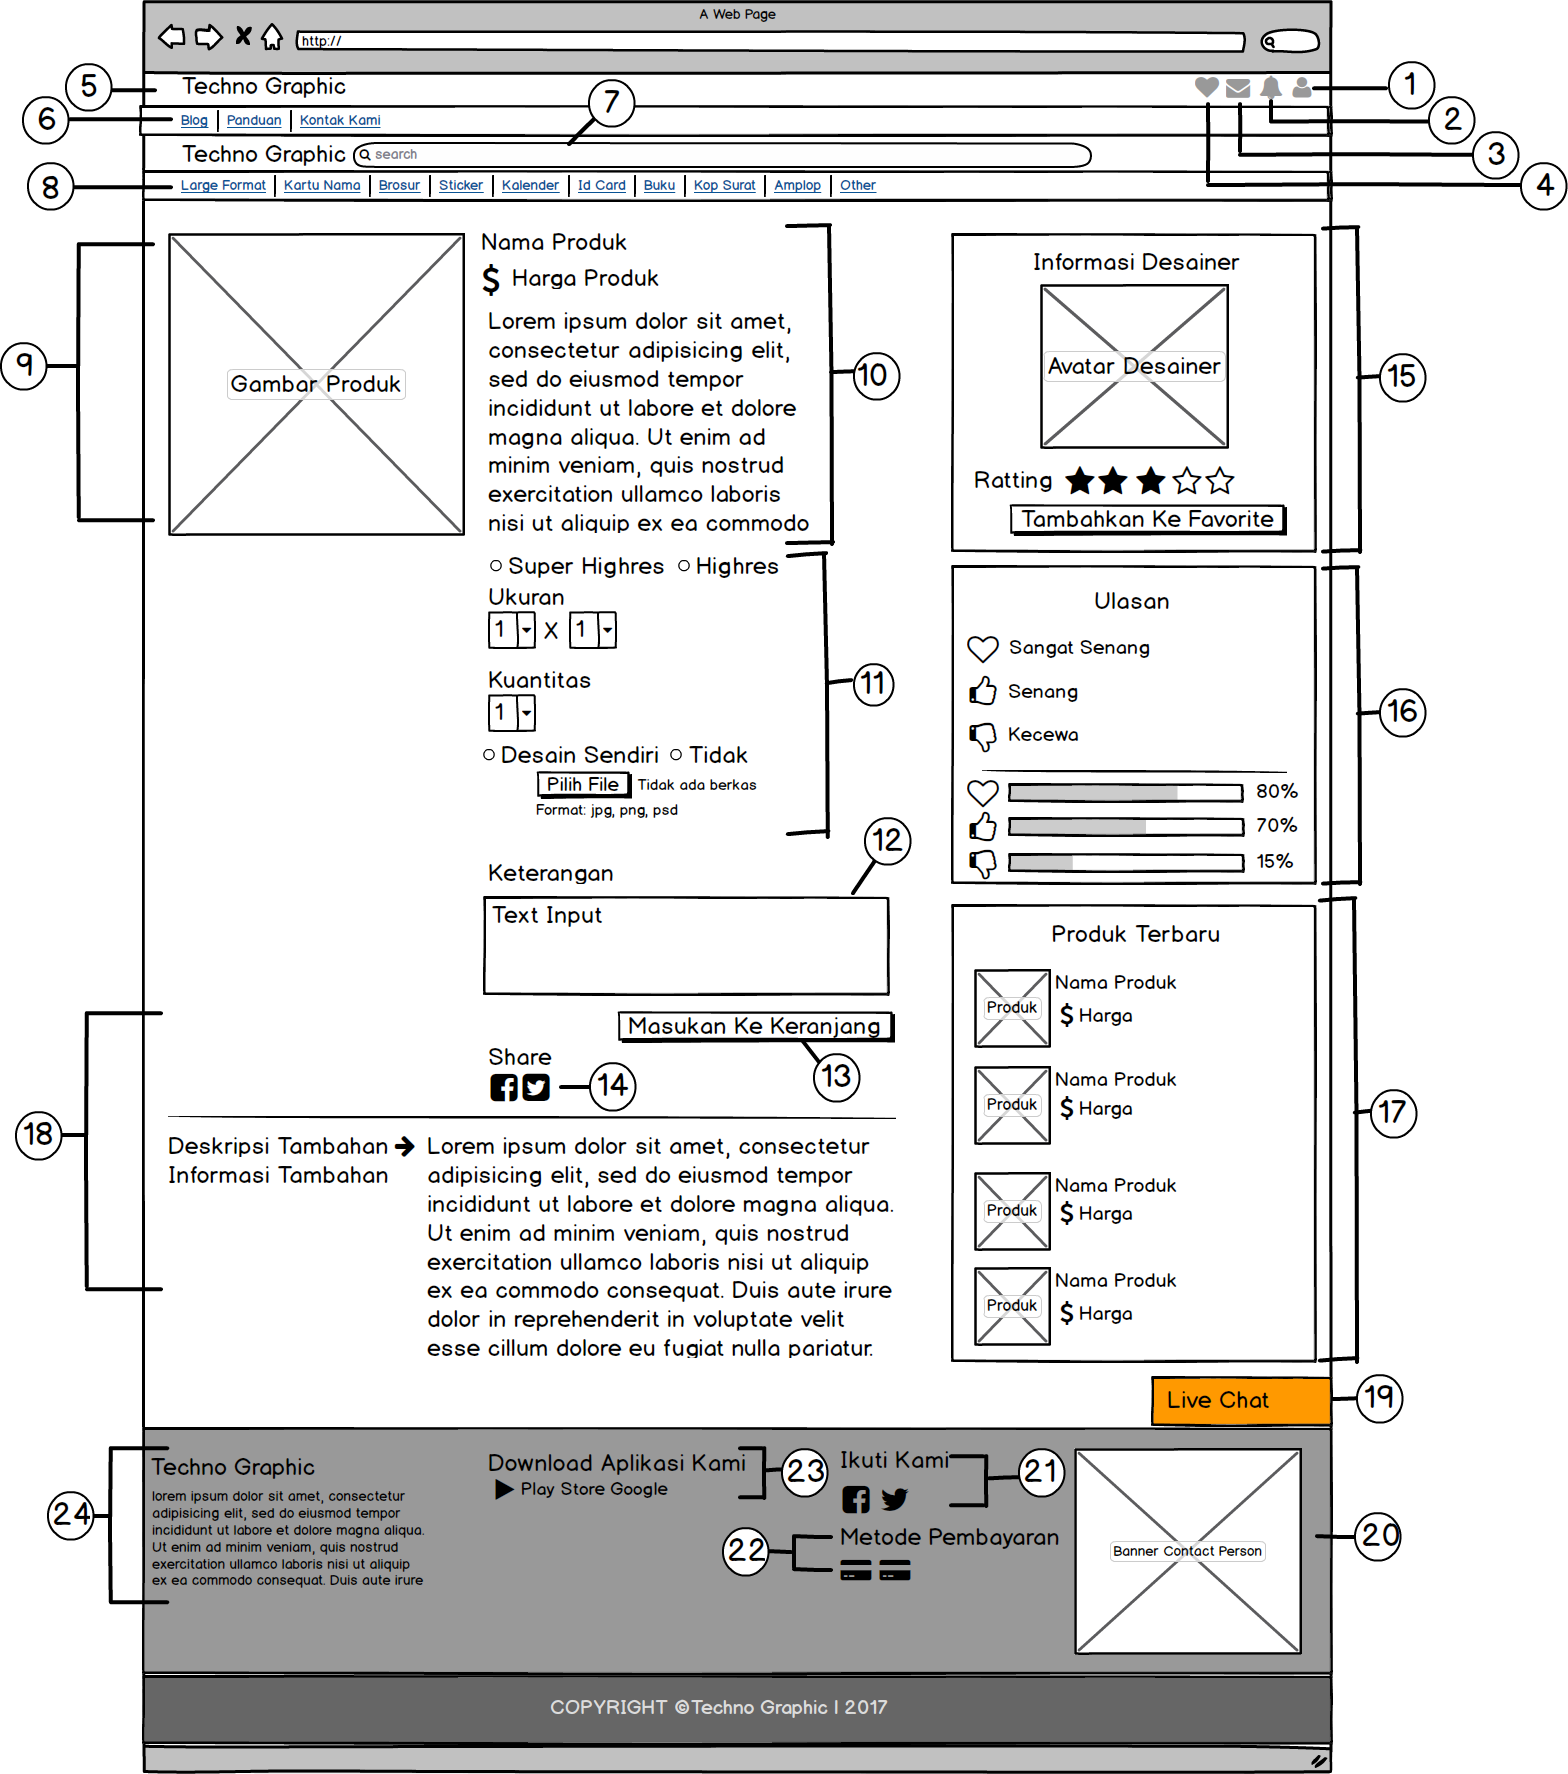 A Web Page
http://
5
Techno Graphic
1
6
Blog
Panduan
Kontak Kami
7
2
Techno Graphic
search
3
8
Large Format
Kartu Nama
Brosur
Sticker
Kalender
Id Card
Buku
Kop Surat
Amplop
Other
4
9
Gambar Produk
Nama Produk
$ Harga Produk
Lorem ipsum dolor sit amet,
consectetur adipisicing elit,
sed do eiusmod tempor
incididunt ut labore et dolore
magna aliqua. Ut enim ad
minim veniam, quis nostrud
exercitation ullamco laboris
nisi ut aliquip ex ea commodo
10
Informasi Desainer
Avatar Desainer
Ratting
Tambahkan Ke Favorite
15
Super Highres
Highres
Ukuran
1 X 1
Kuantitas
1
Desain Sendiri
Tidak
Pilih File
Tidak ada berkas
Format: jpg, png, psd
11
Ulasan
Sangat Senang
Senang
Kecewa
80%
70%
15%
16
12
Keterangan
Text Input
Masukan Ke Keranjang
13
Share
14
Produk Terbaru
Produk
Nama Produk
$ Harga
Produk
Nama Produk
$ Harga
Produk
Nama Produk
$ Harga
Produk
Nama Produk
$ Harga
17
18
Deskripsi Tambahan
Informasi Tambahan
Lorem ipsum dolor sit amet, consectetur
adipisicing elit, sed do eiusmod tempor
incididunt ut labore et dolore magna aliqua.
Ut enim ad minim veniam, quis nostrud
exercitation ullamco laboris nisi ut aliquip
ex ea commodo consequat. Duis aute irure
dolor in reprehenderit in voluptate velit
esse cillum dolore eu fugiat nulla pariatur.
Live Chat
19
24
Techno Graphic
lorem ipsum dolor sit amet, consectetur
adipisicing elit, sed do eiusmod tempor
incididunt ut labore et dolore magna aliqua.
Ut enim ad minim veniam, quis nostrud
exercitation ullamco laboris nisi ut aliquip
ex ea commodo consequat. Duis aute irure
Download Aplikasi Kami
Play Store Google
23
Ikuti Kami
21
22
Metode Pembayaran
Banner Contact Person
20
COPYRIGHT ©Techno Graphic | 2017